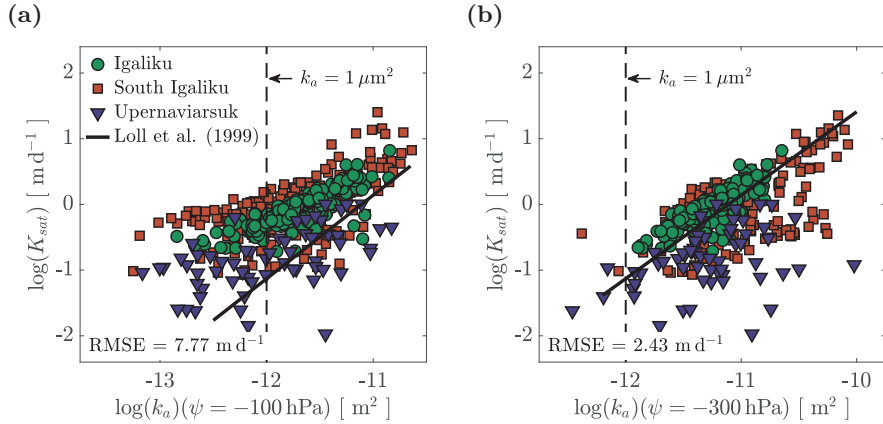 (a)
2
1
0
-1
-2
log(K_sat) [ m d⁻¹ ]
Igaliku
South Igaliku
Upernaviarsuk
Loll et al. (1999)
k_a = 1 μm²
RMSE = 7.77 m d⁻¹
-13
-12
-11
log(k_a)(ψ = −100 hPa) [ m² ]
(b)
2
1
0
-1
-2
log(K_sat) [ m d⁻¹ ]
k_a = 1 μm²
RMSE = 2.43 m d⁻¹
-12
-11
-10
log(k_a)(ψ = −300 hPa) [ m² ]